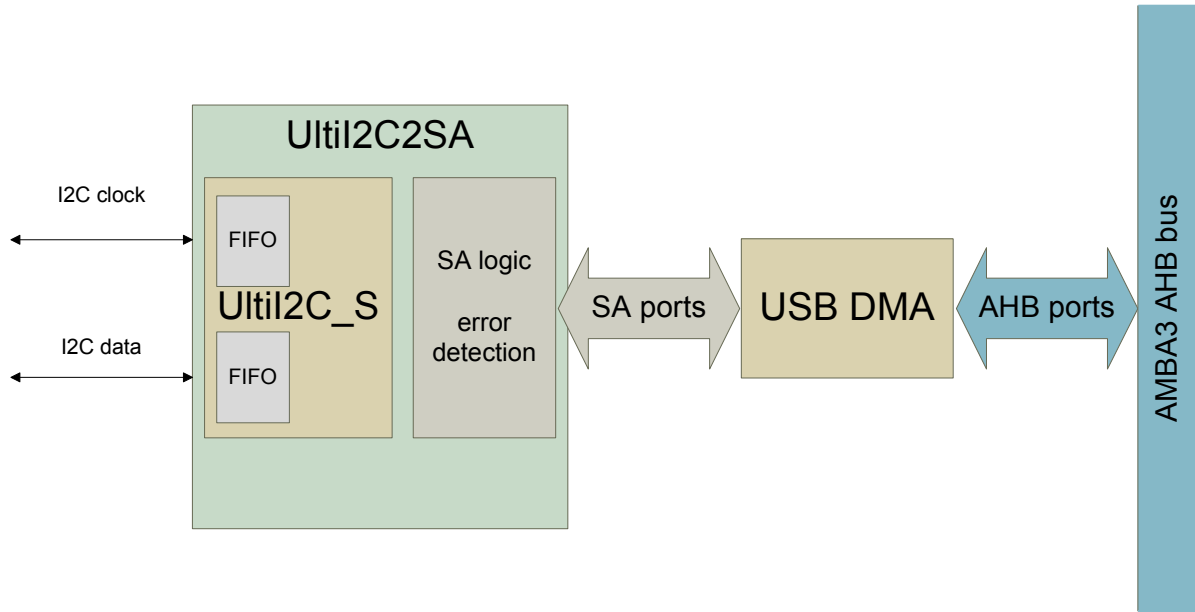 UltiI2C2SA
I2C clock
FIFO
UltiI2C_S
I2C data
FIFO
SA logic
error
detection
SA ports
USB DMA
AHB ports
AMBA3 AHB bus